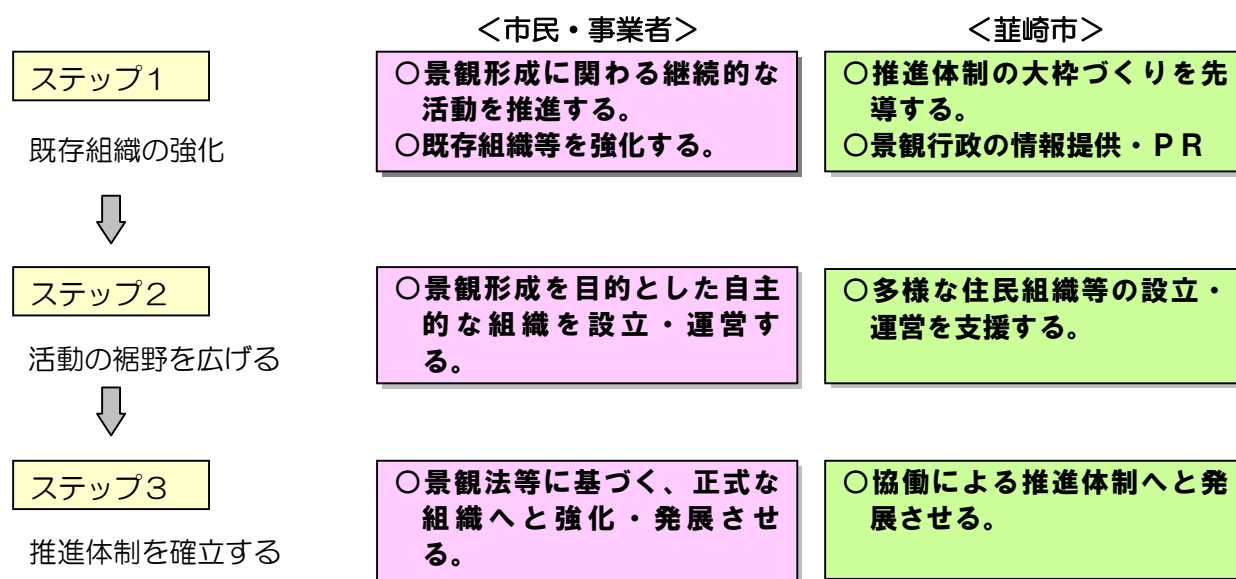 ＜市民・事業者＞
＜韮崎市＞
ステップ１
既存組織の強化
○景観形成に関わる継続的な
活動を推進する。
○既存組織等を強化する。
○推進体制の大枠づくりを先
導する。
○景観行政の情報提供・ＰＲ
ステップ２
活動の裾野を広げる
○景観形成を目的とした自主
的な組織を設立・運営す
る。
○多様な住民組織等の設立・
運営を支援する。
ステップ３
推進体制を確立する
○景観法等に基づく、正式な
組織へと強化・発展させ
る。
○協働による推進体制へと発
展させる。